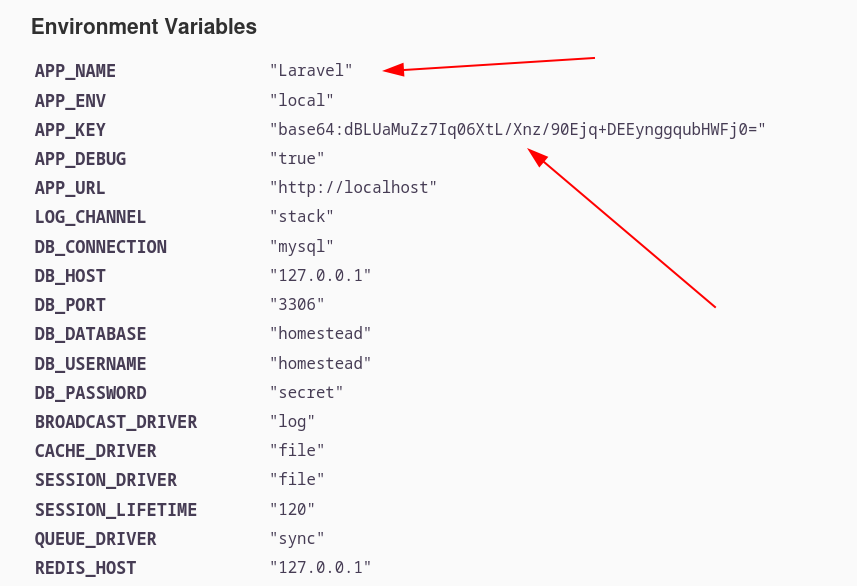 Environment Variables
APP_NAME "Laravel"
APP_ENV "local"
APP_KEY "base64:dBLUaMuZz7Iq06XtL/Xnz/90Ejq+DEEynggqubHWFj0="
APP_DEBUG "true"
APP_URL "http://localhost"
LOG_CHANNEL "stack"
DB_CONNECTION "mysql"
DB_HOST "127.0.0.1"
DB_PORT "3306"
DB_DATABASE "homestead"
DB_USERNAME "homestead"
DB_PASSWORD "secret"
BROADCAST_DRIVER "log"
CACHE_DRIVER "file"
SESSION_DRIVER "file"
SESSION_LIFETIME "120"
QUEUE_DRIVER "sync"
REDIS_HOST "127.0.0.1"